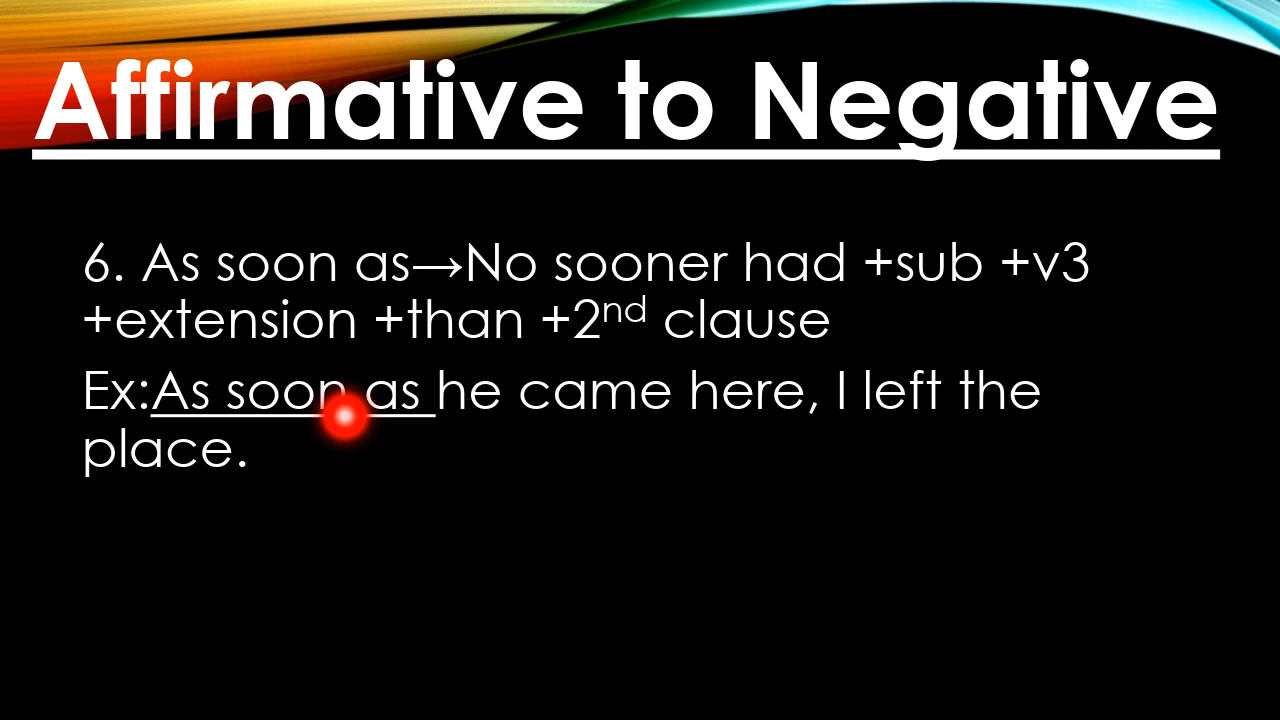 Affirmative to Negative
6. As soon as→No sooner had +sub +v3
+extension +than +2nd clause
Ex:As soon as he came here, I left the
place.